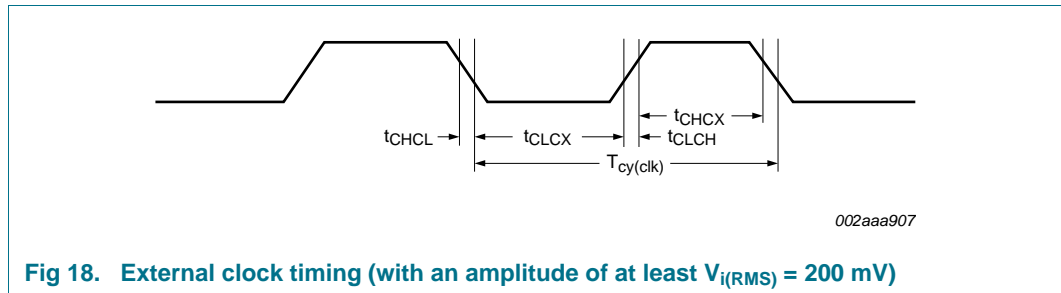 tCHCX
tCHCL
tCLCX
tCLCH
Tcy(clk)
002aaa907
Fig 18. External clock timing (with an amplitude of at least Vi(RMS) = 200 mV)